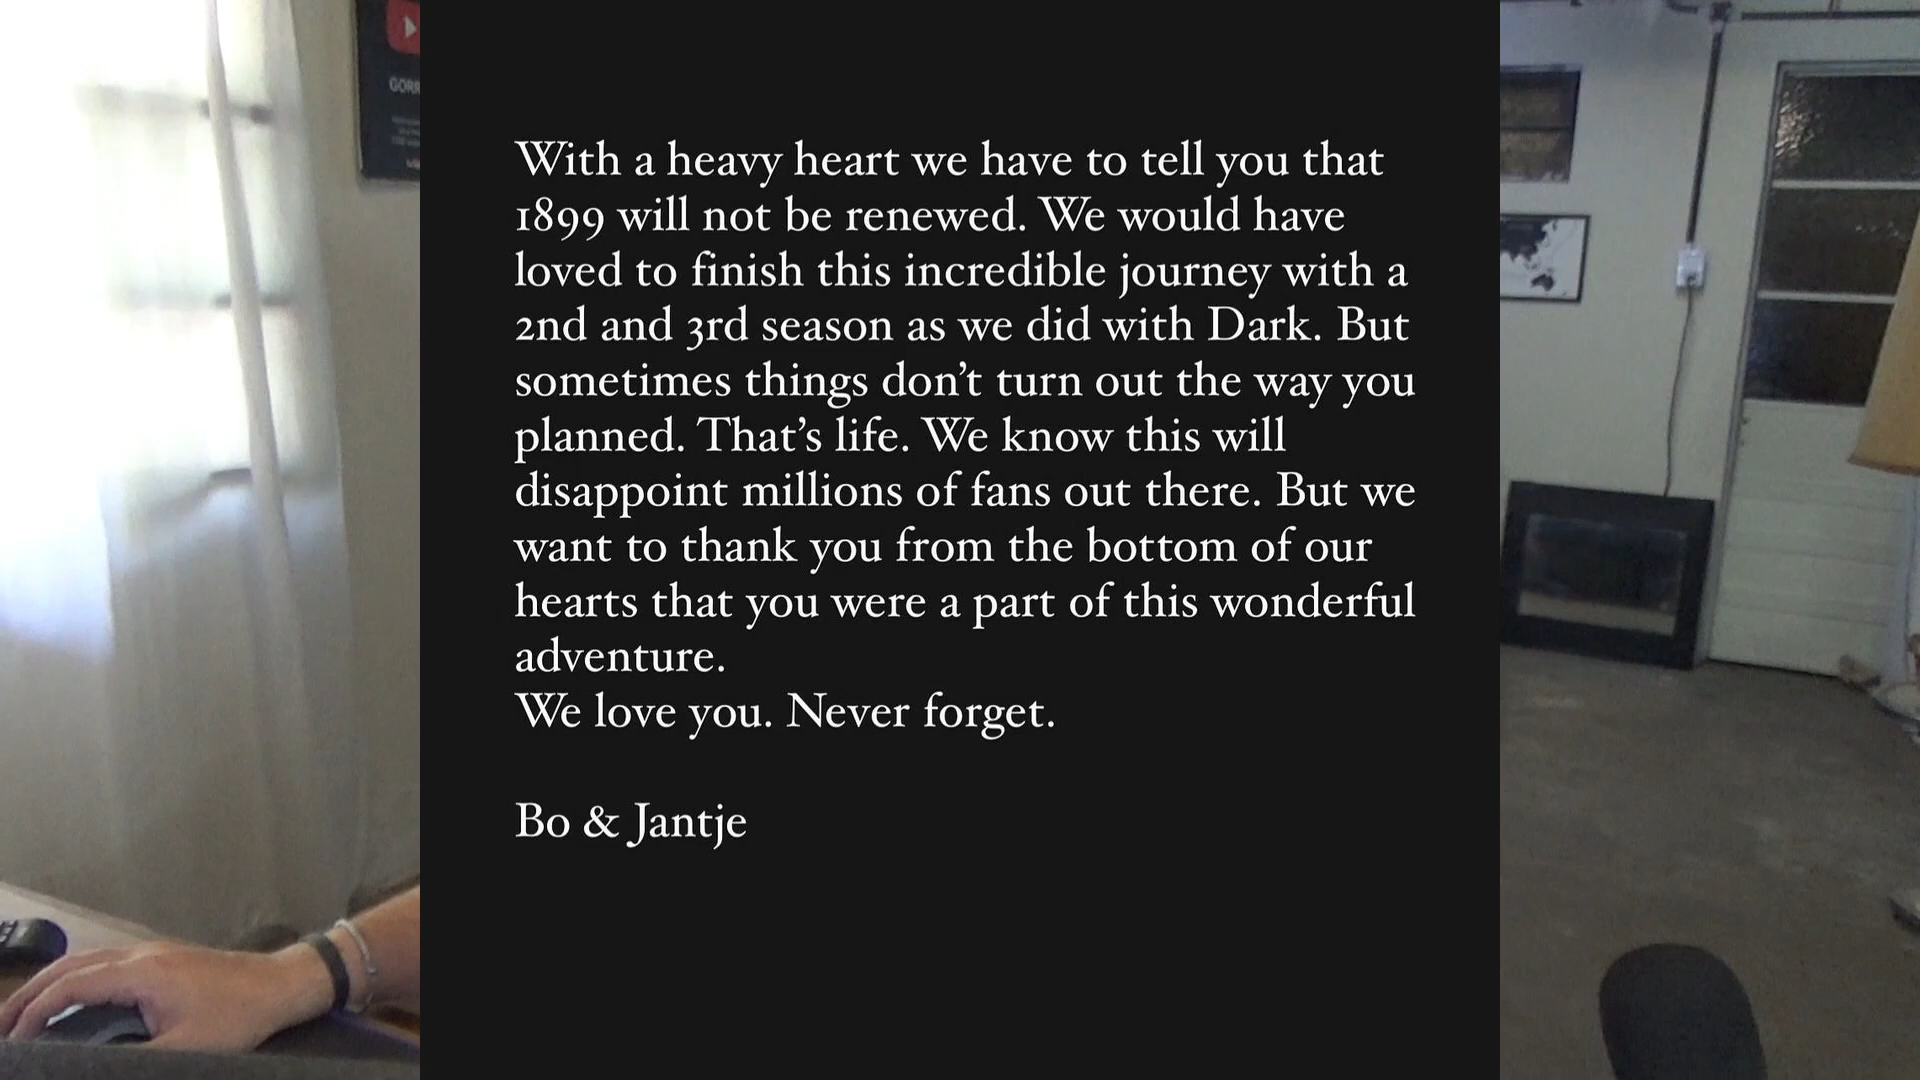 GORR
With a heavy heart we have to tell you that
1899 will not be renewed. We would have
loved to finish this incredible journey with a
2nd and 3rd season as we did with Dark. But
sometimes things don’t turn out the way you
planned. That’s life. We know this will
disappoint millions of fans out there. But we
want to thank you from the bottom of our
hearts that you were a part of this wonderful
adventure.
We love you. Never forget.
Bo & Jantje